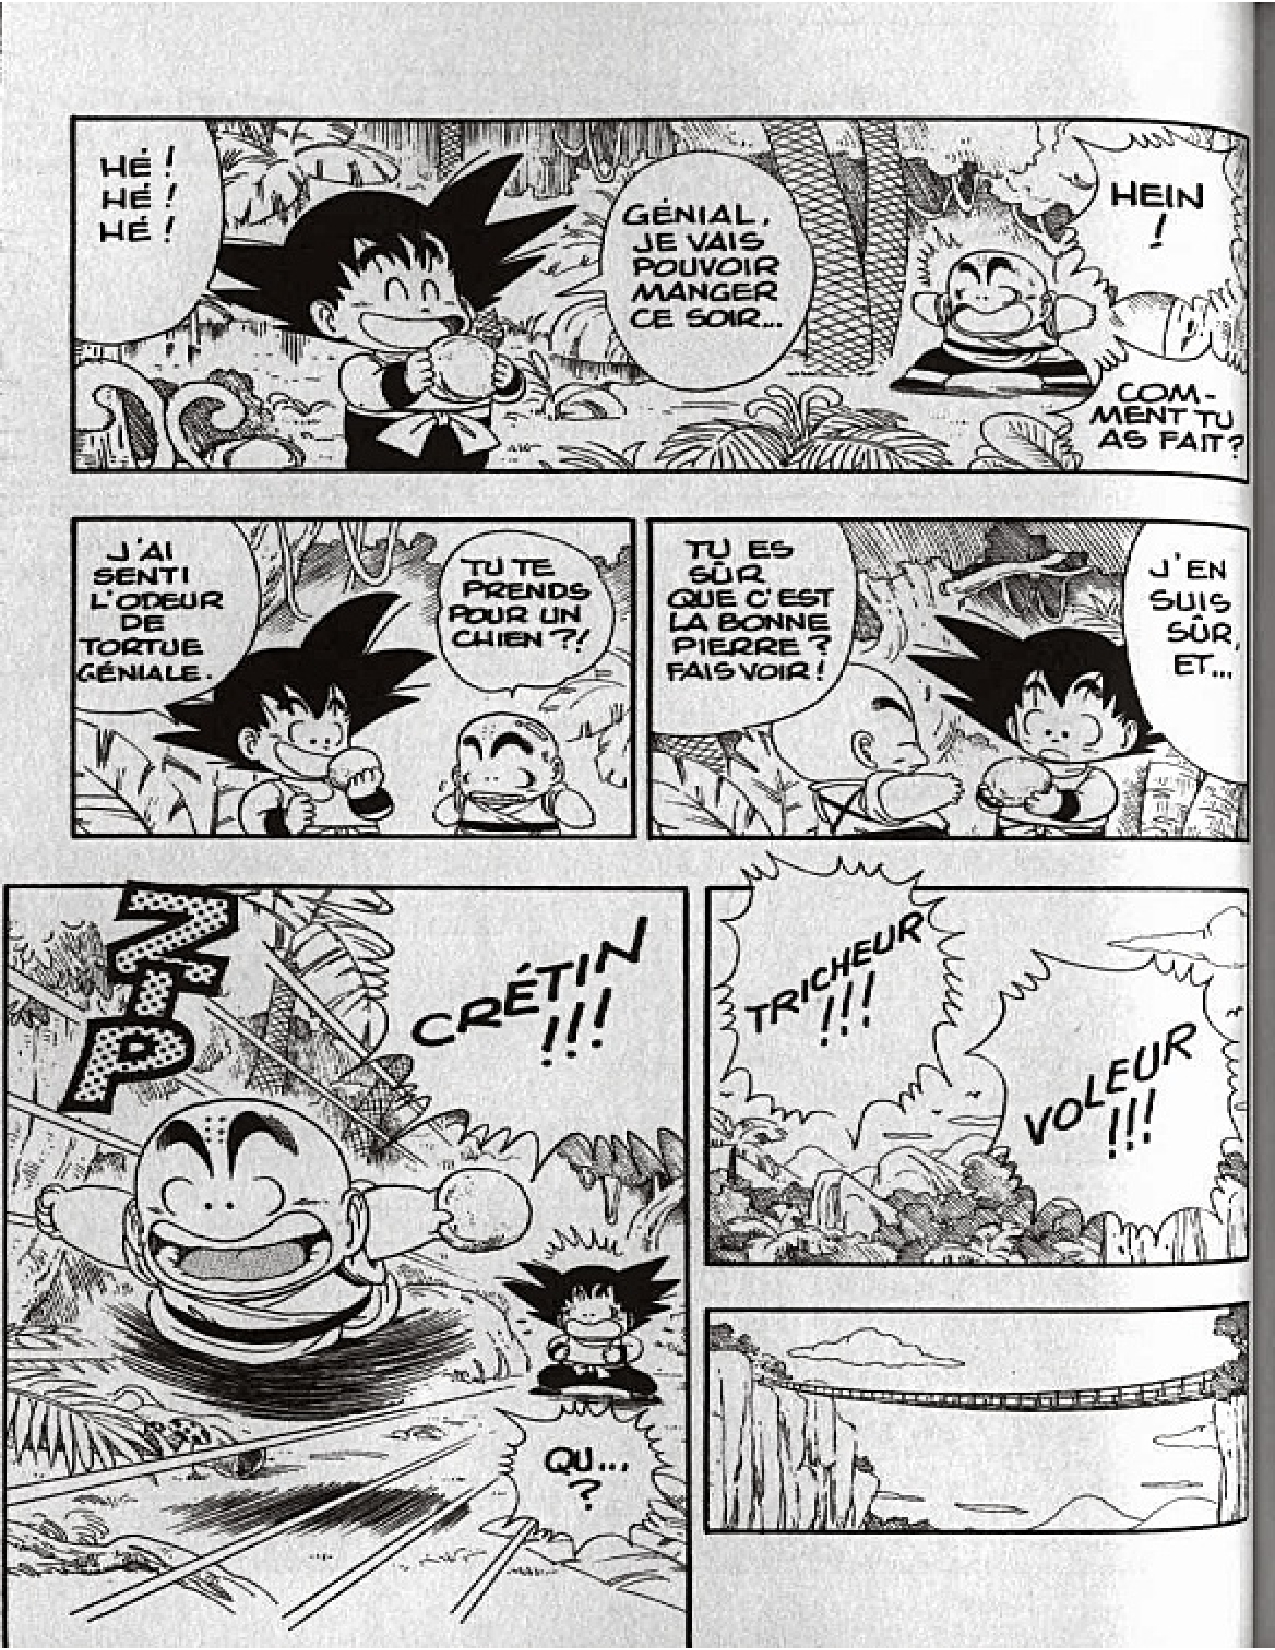 HÉ!
HÉ!
HÉ!
GÉNIAL,
JE VAIS
POUVOIR
MANGER
CE SOIR...
HEIN
!
COM-
MENT TU
AS FAIT?
J'AI
SENTI
L'ODEUR
DE
TORTUE
GÉNIALE.
TU TE
PRENDS
POUR UN
CHIEN?!
TU ES
SÛR
QUE C'EST
LA BONNE
PIERRE?
FAIS VOIR!
J'EN
SUIS
SÛR,
ET...
ZIP
CRÉTIN
!!!
QU...
?
TRICHEUR
!!!
VOLEUR
!!!